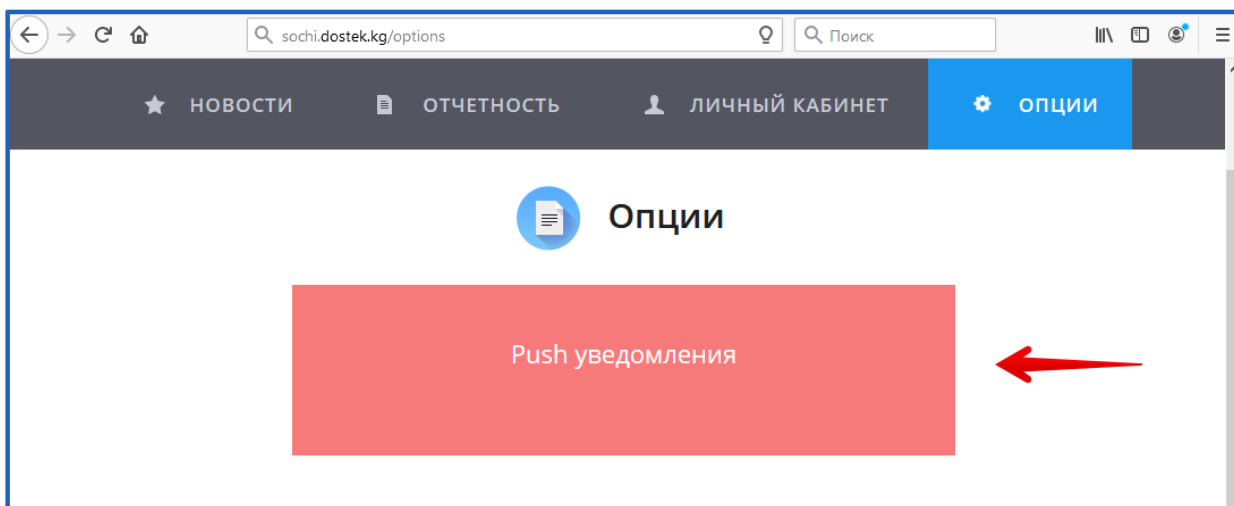 sochi.dostek.kg/options
Поиск
НОВОСТИ
ОТЧЕТНОСТЬ
ЛИЧНЫЙ КАБИНЕТ
ОПЦИИ
Опции
Push уведомления